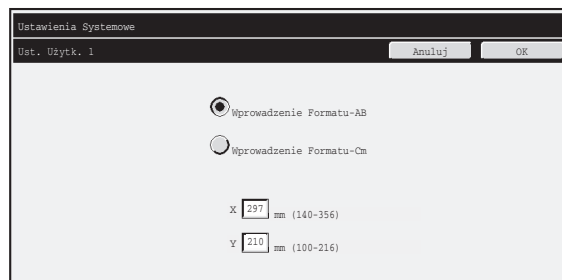 Ustawienia Systemowe
Ust. Użytk. 1 Anuluj OK
Wprowadzenie Formatu-AB
Wprowadzenie Formatu-Cm
X 297 mm (140-356)
Y 210 mm (100-216)